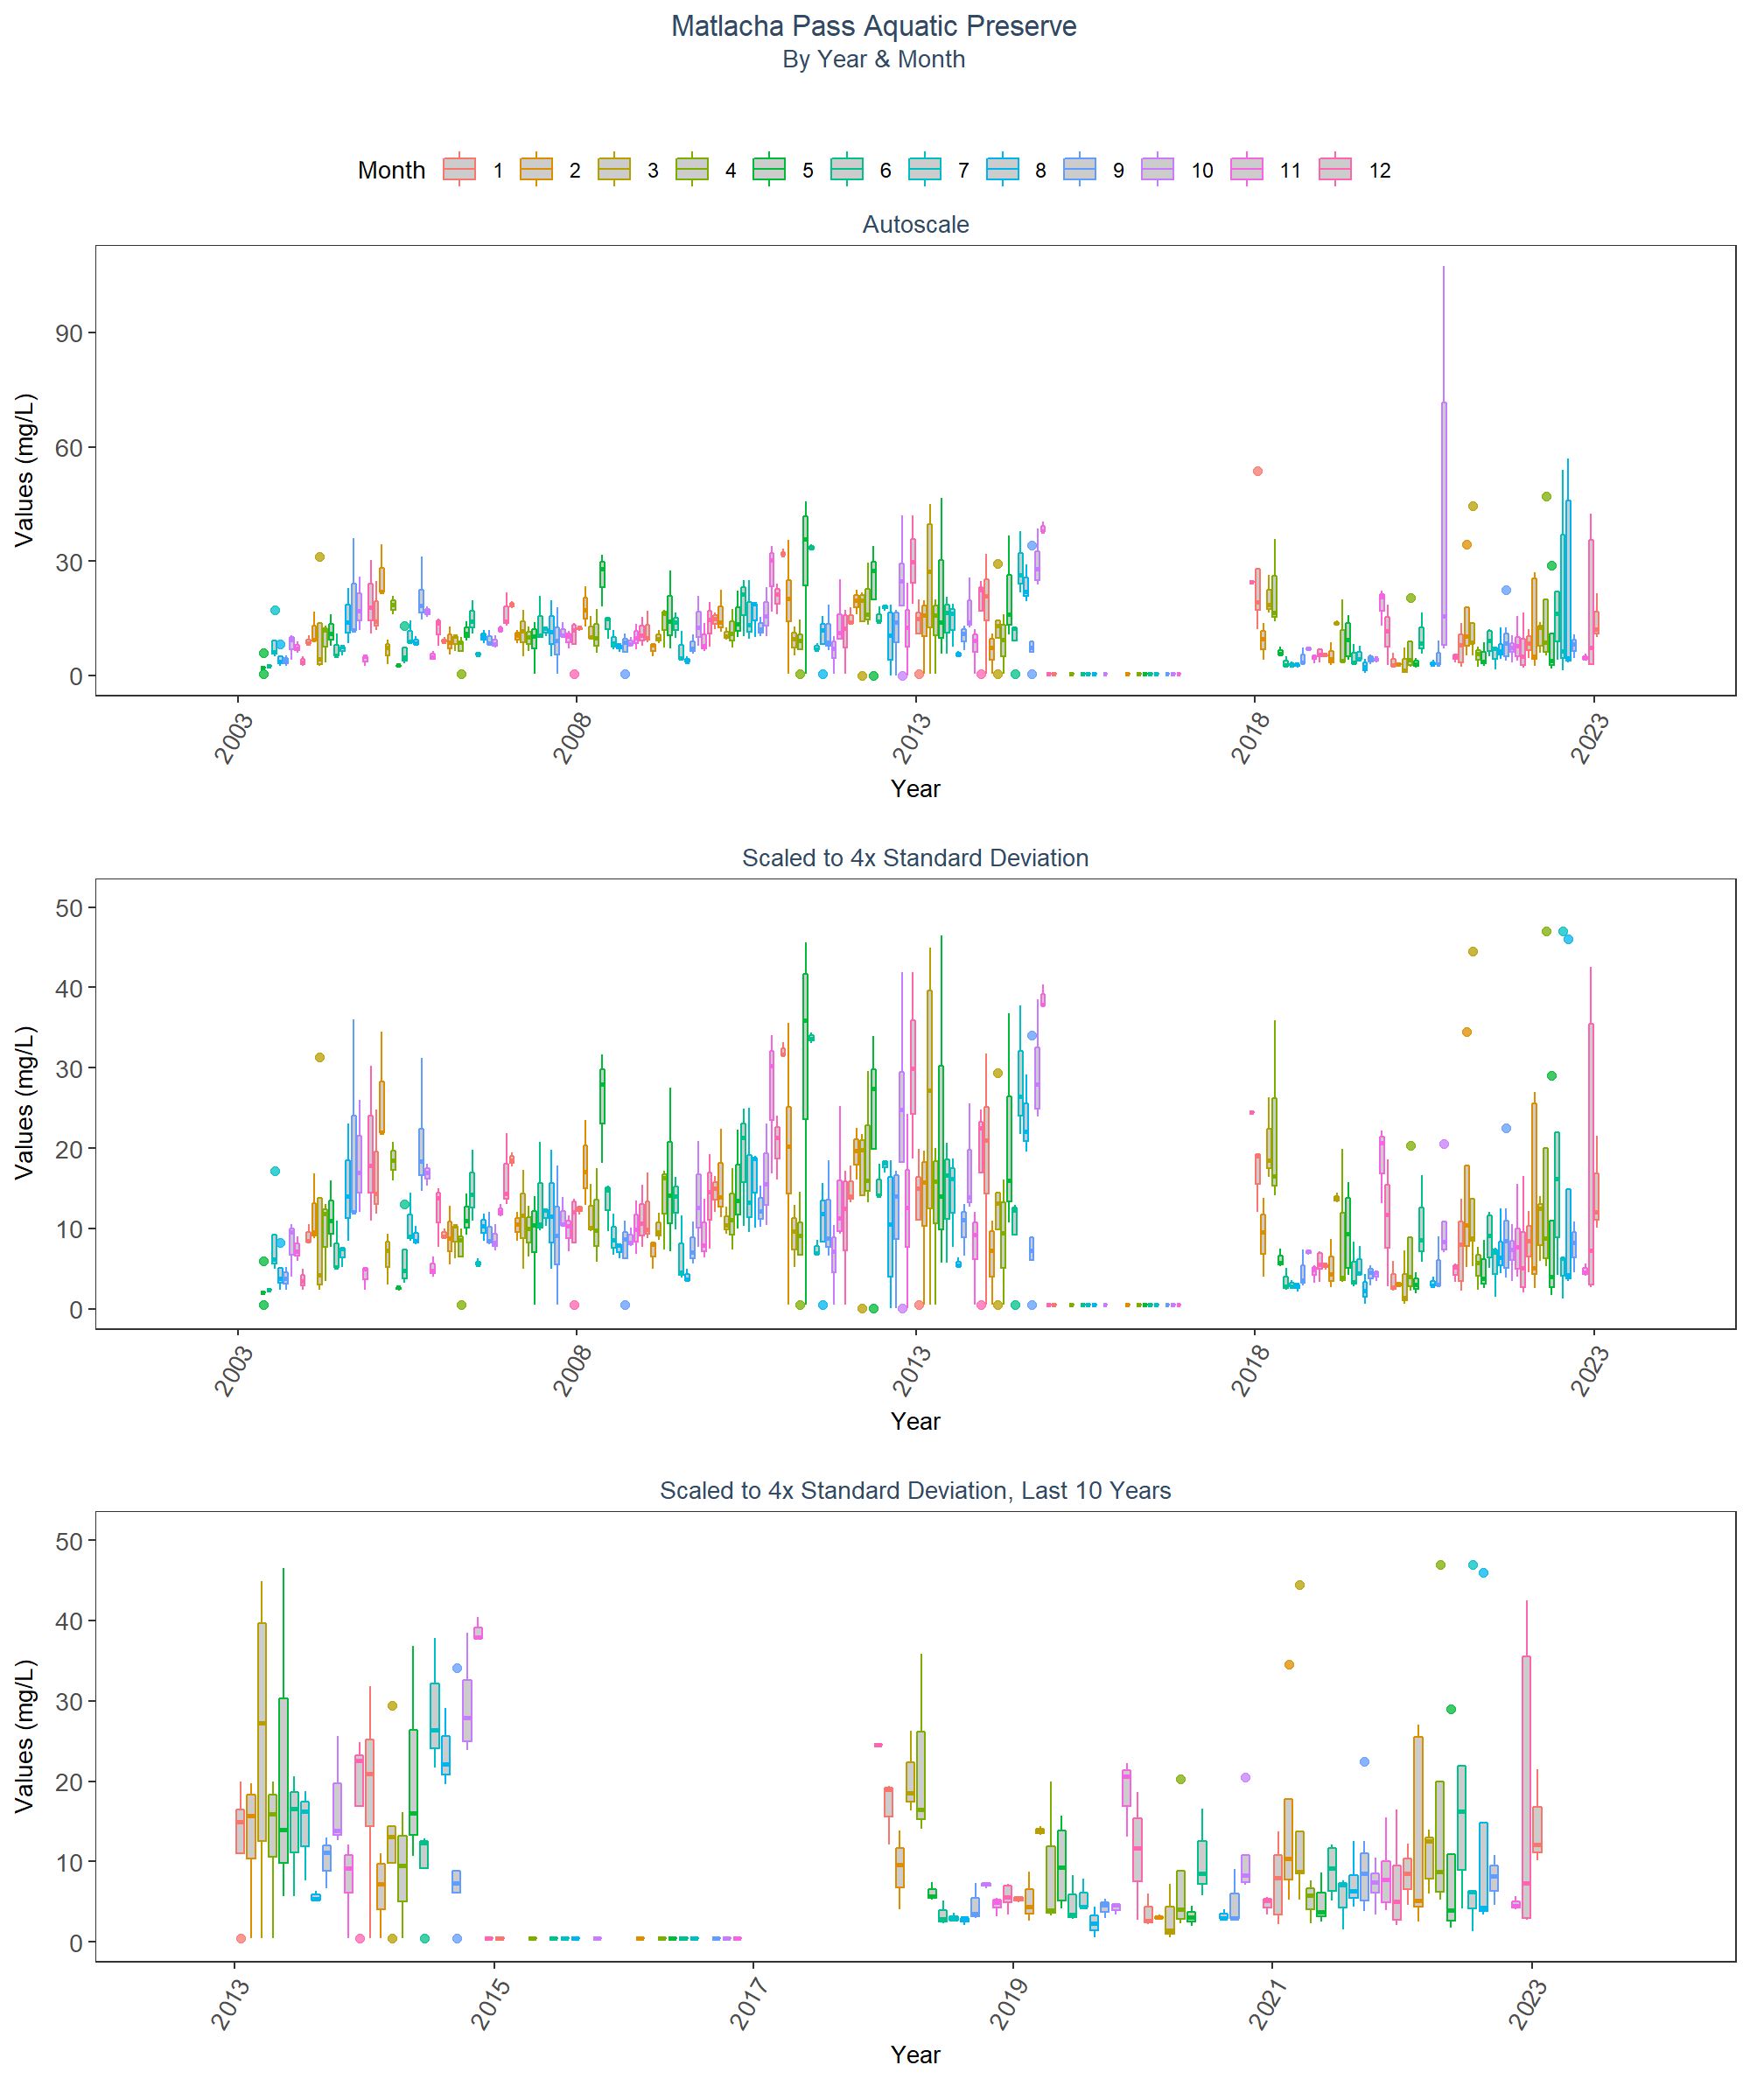 Matlacha Pass Aquatic Preserve
By Year & Month
Month 1 2 3 4 5 6 7 8 9 10 11 12
Autoscale
Values (mg/L)
90
60
30
0
2003 2008 2013 2018 2023
Year
Scaled to 4x Standard Deviation
Values (mg/L)
50
40
30
20
10
0
2003 2008 2013 2018 2023
Year
Scaled to 4x Standard Deviation, Last 10 Years
Values (mg/L)
50
40
30
20
10
0
2013 2015 2017 2019 2021 2023
Year